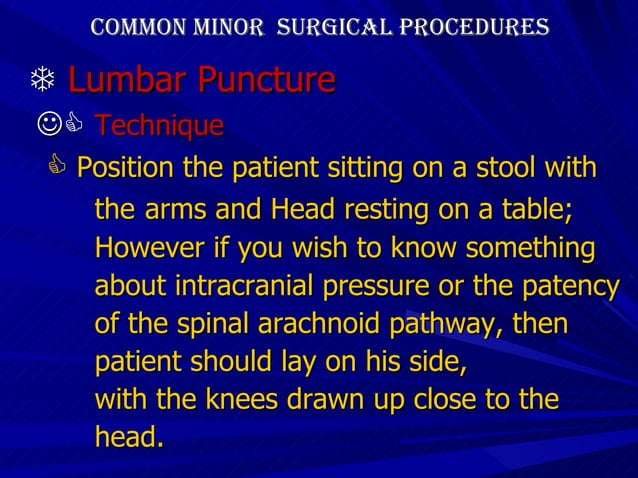 COMMON MINOR SURGICAL PROCEDURES
Lumbar Puncture
Technique
Position the patient sitting on a stool with
the arms and Head resting on a table;
However if you wish to know something
about intracranial pressure or the patency
of the spinal arachnoid pathway, then
patient should lay on his side,
with the knees drawn up close to the
head.